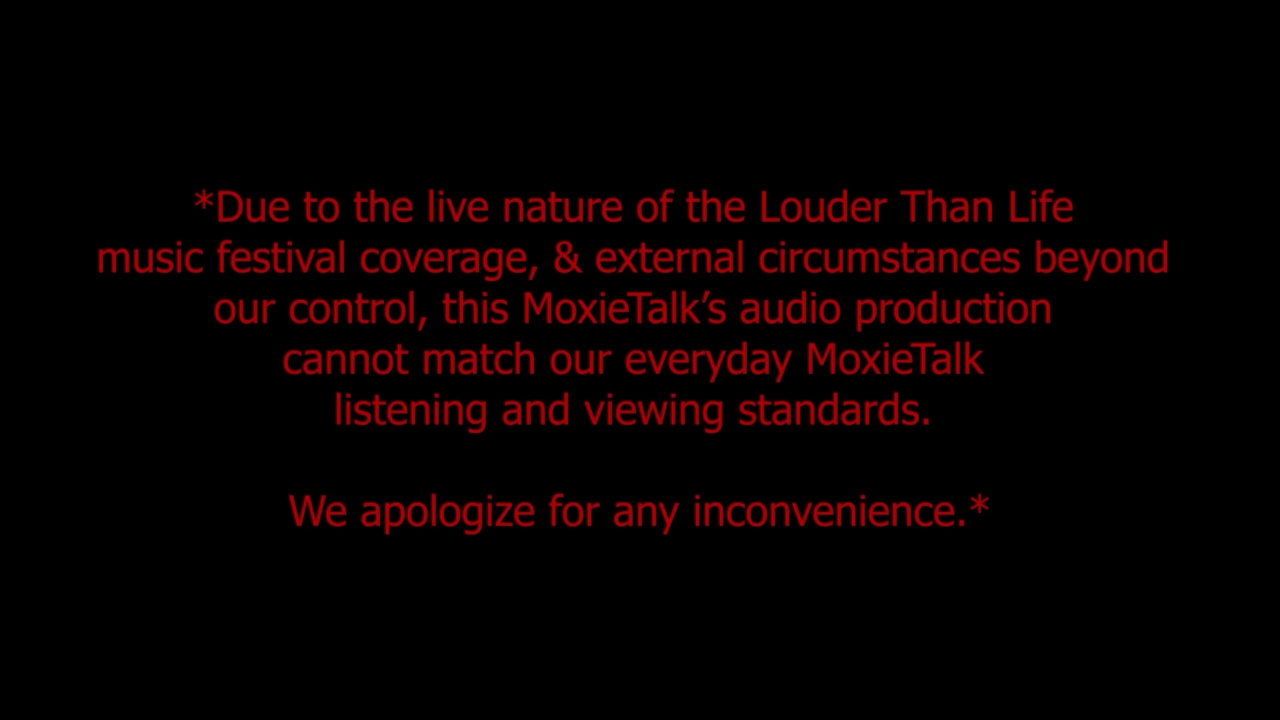 *Due to the live nature of the Louder Than Life
music festival coverage, & external circumstances beyond
our control, this MoxieTalk’s audio production
cannot match our everyday MoxieTalk
listening and viewing standards.
We apologize for any inconvenience.*